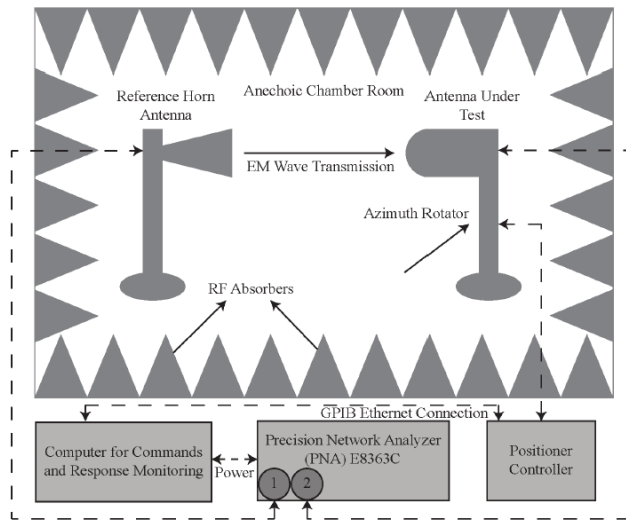 Reference Horn
Antenna
Anechoic Chamber Room
Antenna Under
Test
EM Wave Transmission
Azimuth Rotator
RF Absorbers
GPIB Ethernet Connection
Computer for Commands
and Response Monitoring
Power
Precision Network Analyzer
(PNA) E8363C
1
2
Positioner
Controller